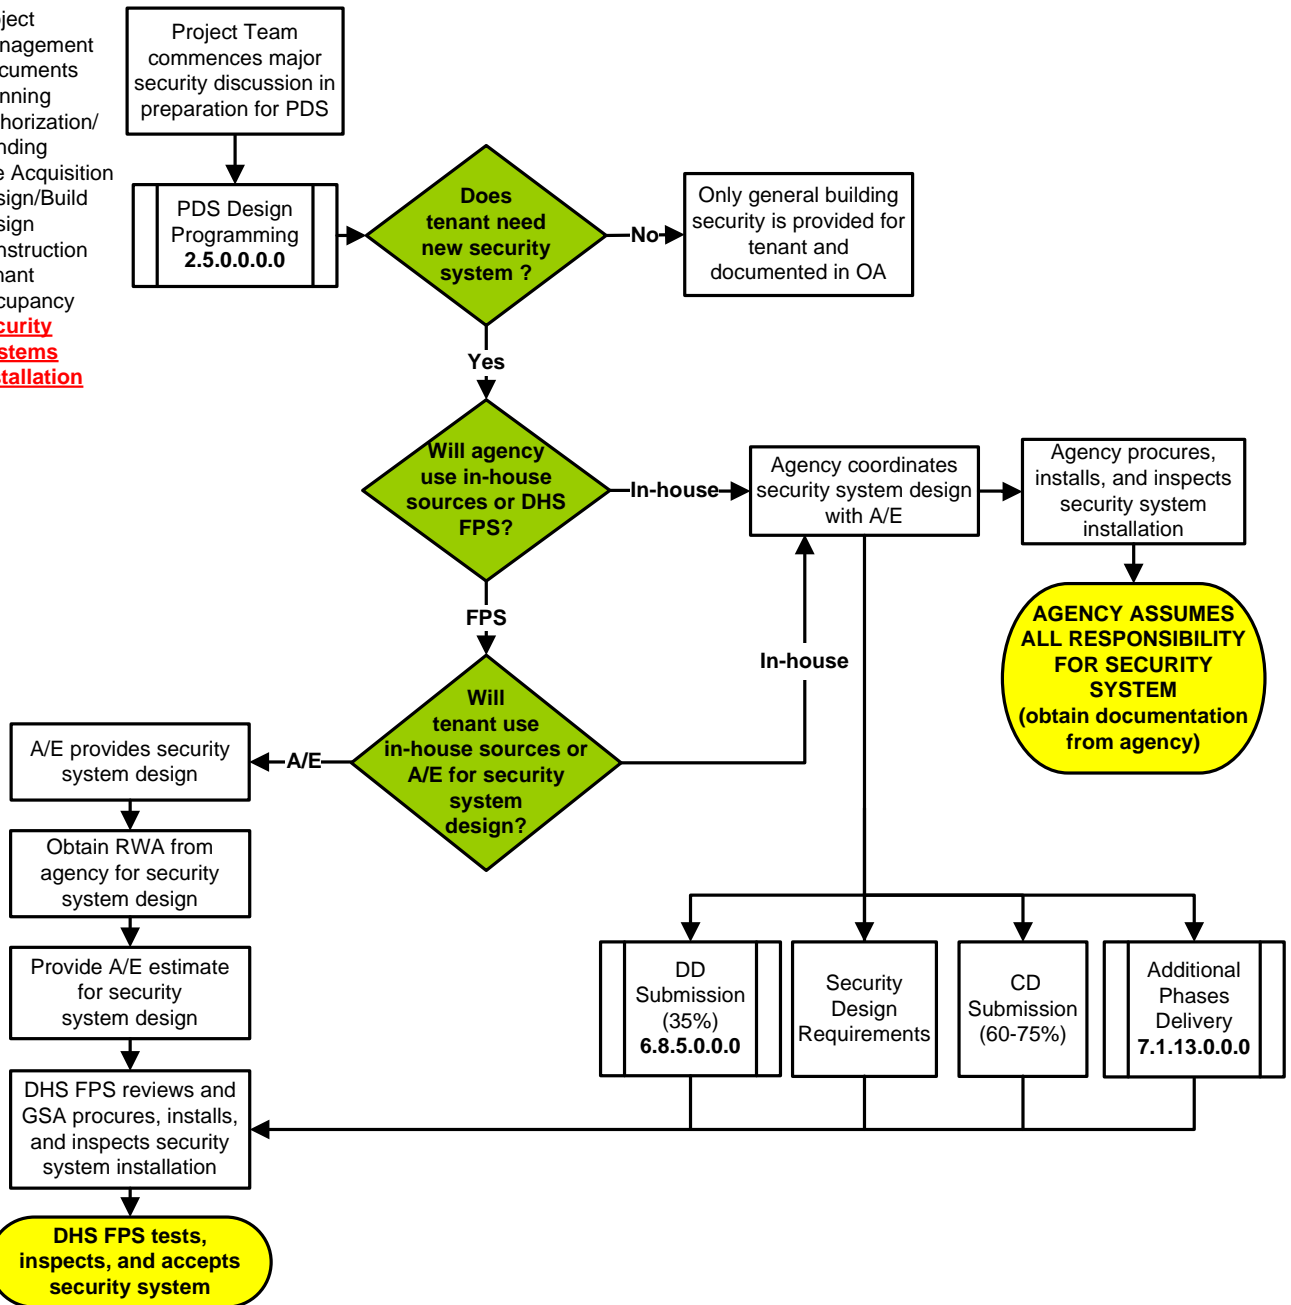 oject
nagement
cuments
nning
horization/
nding
e Acquisition
sign/Build
sign
nstruction
nant
cupancy
curity
stems
stallation
Project Team
commences major
security discussion in
preparation for PDS
PDS Design
Programming
2.5.0.0.0.0
Does
tenant need
new security
system ?
No
Only general building
security is provided for
tenant and
documented in OA
Yes
Will agency
use in-house
sources or DHS
FPS?
In-house
Agency coordinates
security system design
with A/E
Agency procures,
installs, and inspects
security system
installation
AGENCY ASSUMES
ALL RESPONSIBILITY
FOR SECURITY
SYSTEM
(obtain documentation
from agency)
FPS
Will
tenant use
in-house sources or
A/E for security
system
design?
In-house
A/E
A/E provides security
system design
Obtain RWA from
agency for security
system design
Provide A/E estimate
for security
system design
DHS FPS reviews and
GSA procures, installs,
and inspects security
system installation
DHS FPS tests,
inspects, and accepts
security system
DD
Submission
(35%)
6.8.5.0.0.0
Security
Design
Requirements
CD
Submission
(60-75%)
Additional
Phases
Delivery
7.1.13.0.0.0